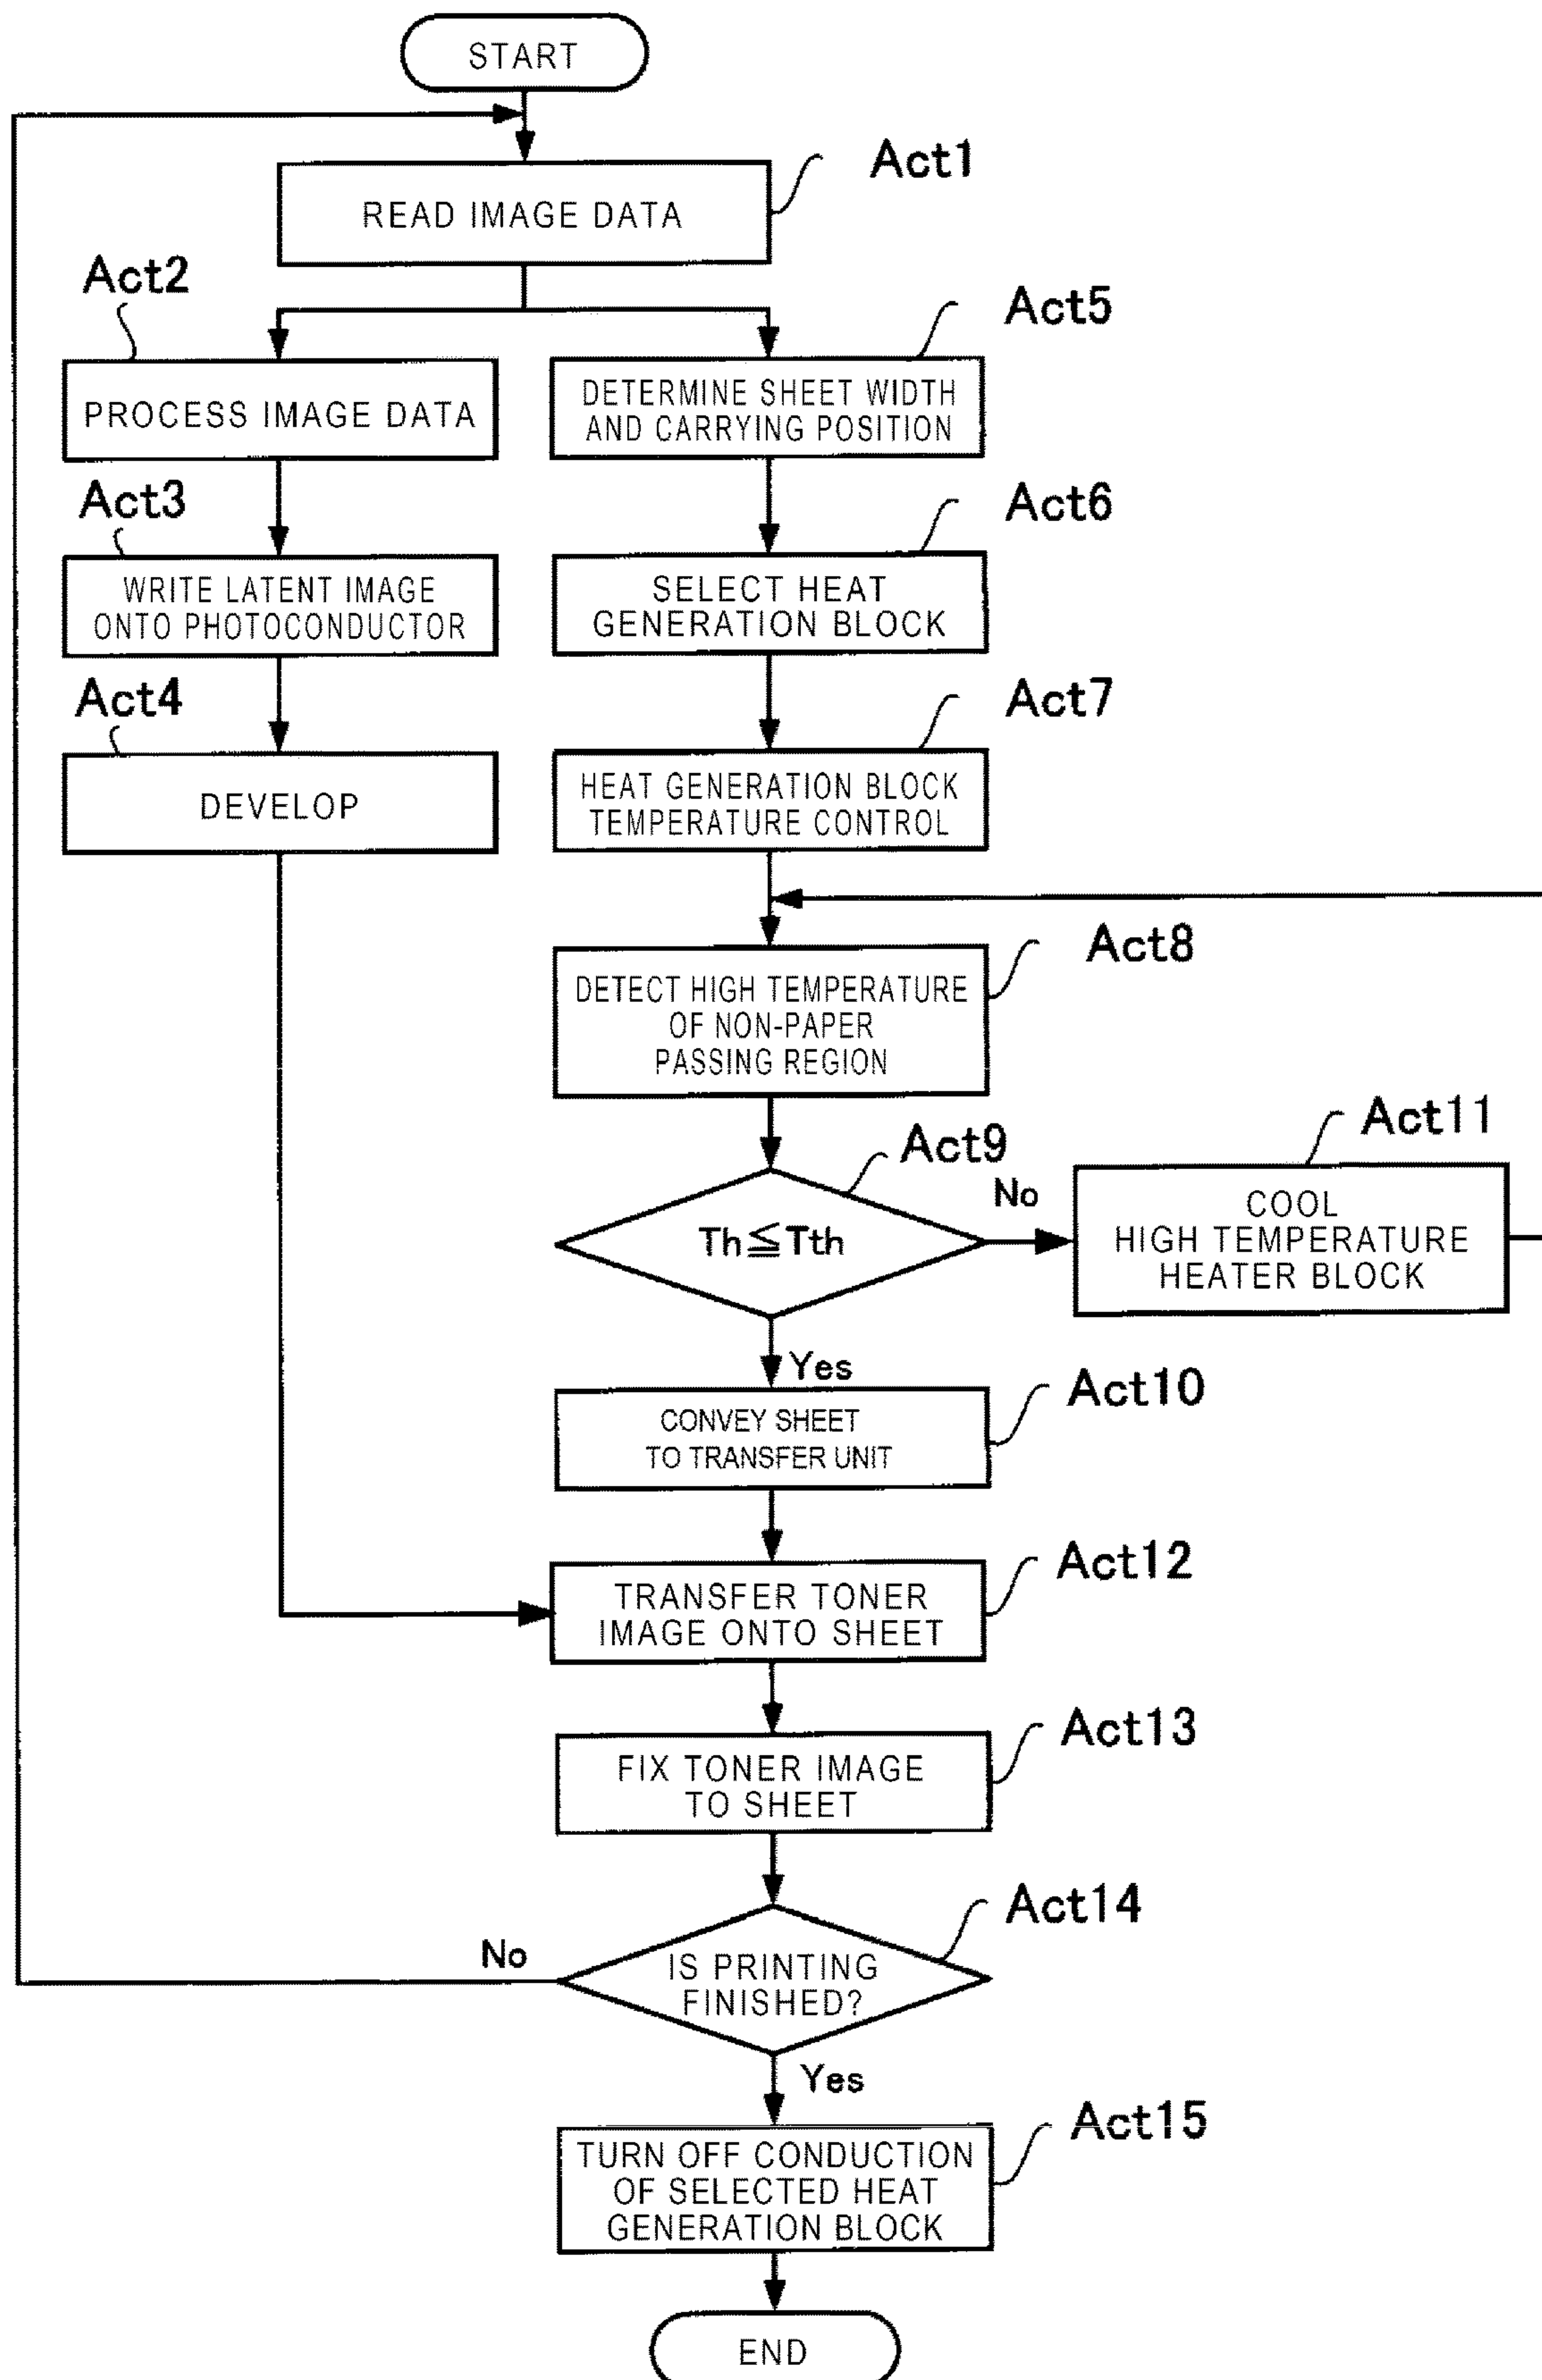 START
Act1
READ IMAGE DATA
Act2
PROCESS IMAGE DATA
Act3
WRITE LATENT IMAGE
ONTO PHOTOCONDUCTOR
Act4
DEVELOP
Act5
DETERMINE SHEET WIDTH
AND CARRYING POSITION
Act6
SELECT HEAT
GENERATION BLOCK
Act7
HEAT GENERATION BLOCK
TEMPERATURE CONTROL
Act8
DETECT HIGH TEMPERATURE
OF NON-PAPER
PASSING REGION
Act9
Th≦Tth
No
Act11
COOL
HIGH TEMPERATURE
HEATER BLOCK
Yes
Act10
CONVEY SHEET
TO TRANSFER UNIT
Act12
TRANSFER TONER
IMAGE ONTO SHEET
Act13
FIX TONER IMAGE
TO SHEET
Act14
IS PRINTING
FINISHED?
No
Yes
Act15
TURN OFF CONDUCTION
OF SELECTED HEAT
GENERATION BLOCK
END